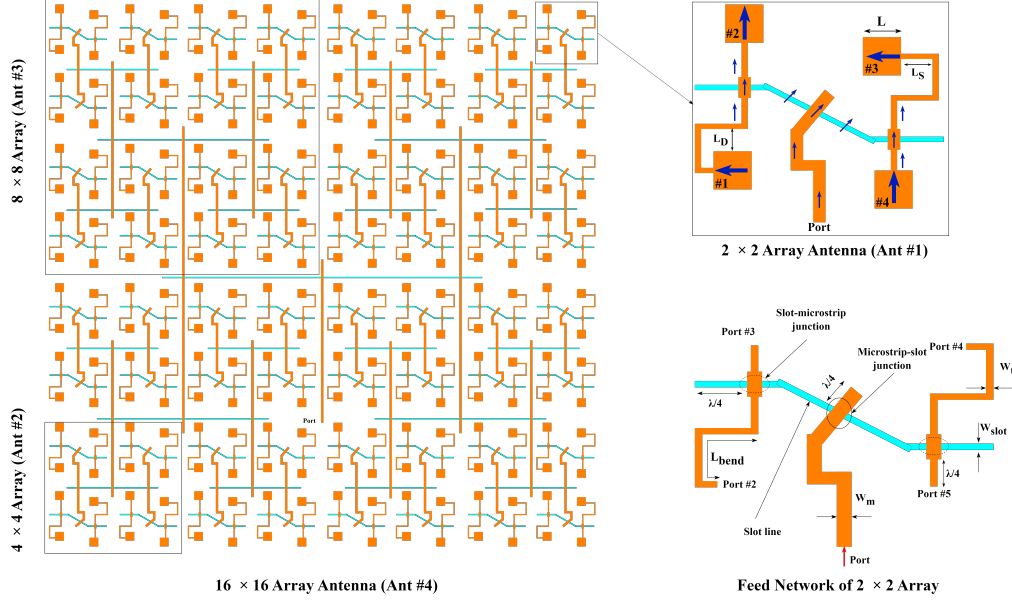 8 × 8 Array (Ant #3)
4 × 4 Array (Ant #2)
Port
16 × 16 Array Antenna (Ant #4)
#2
L
#3
L_S
L_D
#1
#4
Port
2 × 2 Array Antenna (Ant #1)
Slot-microstrip
junction
Port #3
Microstrip-slot
junction
Port #4
λ/4
λ/4
W_slot
L_bend
λ/4
Port #2
Port #5
W_m
Slot line
Port
Feed Network of 2 × 2 Array